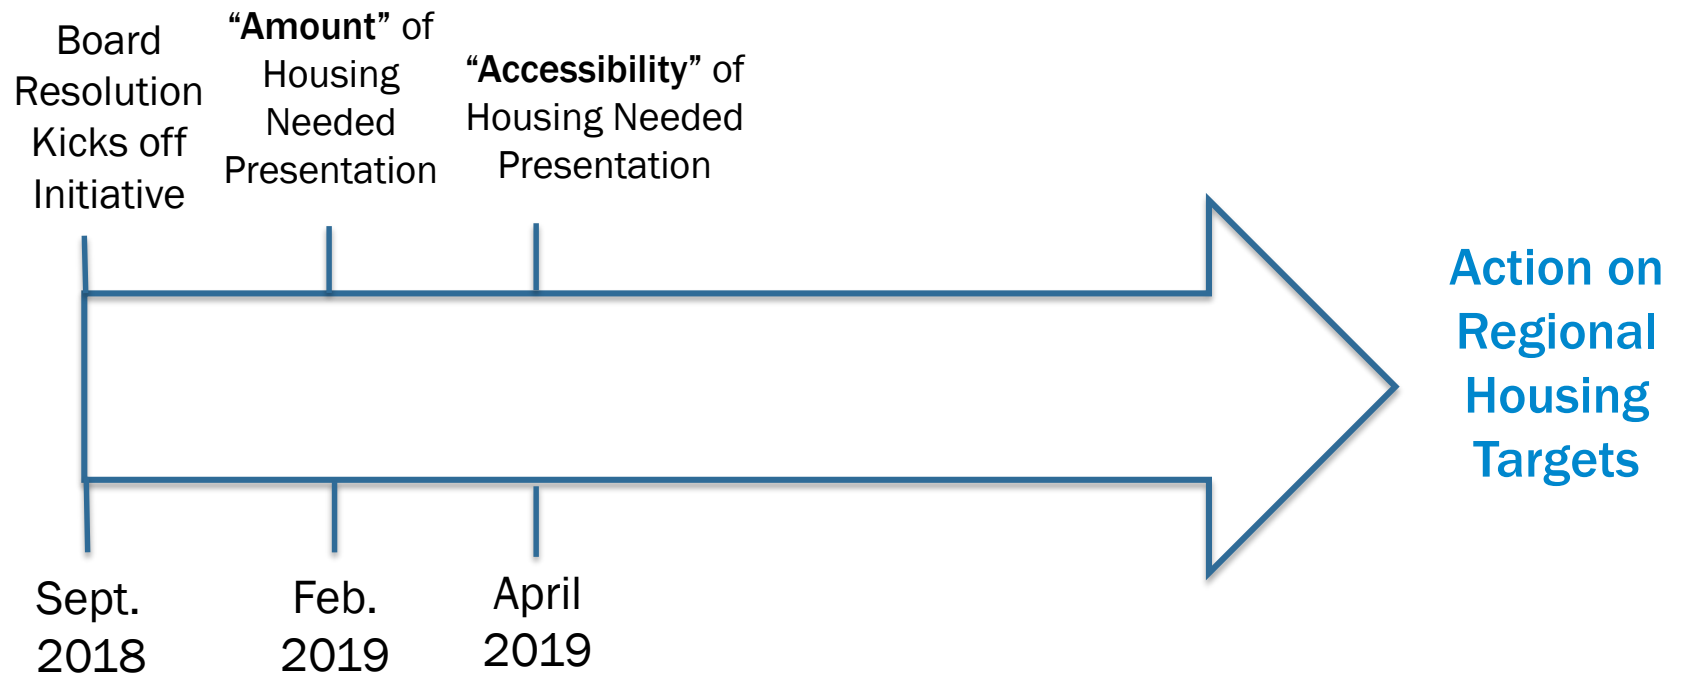 Board
Resolution
Kicks off
Initiative
“Amount” of
Housing
Needed
Presentation
“Accessibility” of
Housing Needed
Presentation
Action on
Regional
Housing
Targets
Sept.
2018
Feb.
2019
April
2019